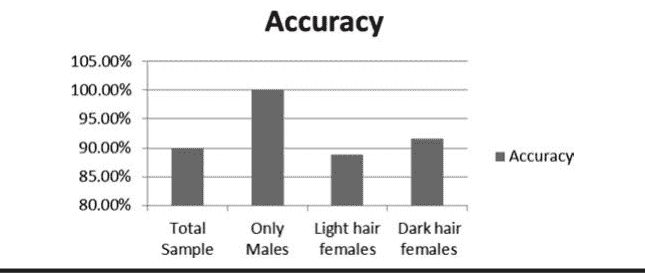 Accuracy
105.00%
100.00%
95.00%
90.00%
85.00%
80.00%
Total Sample
Only Males
Light hair females
Dark hair females
Accuracy